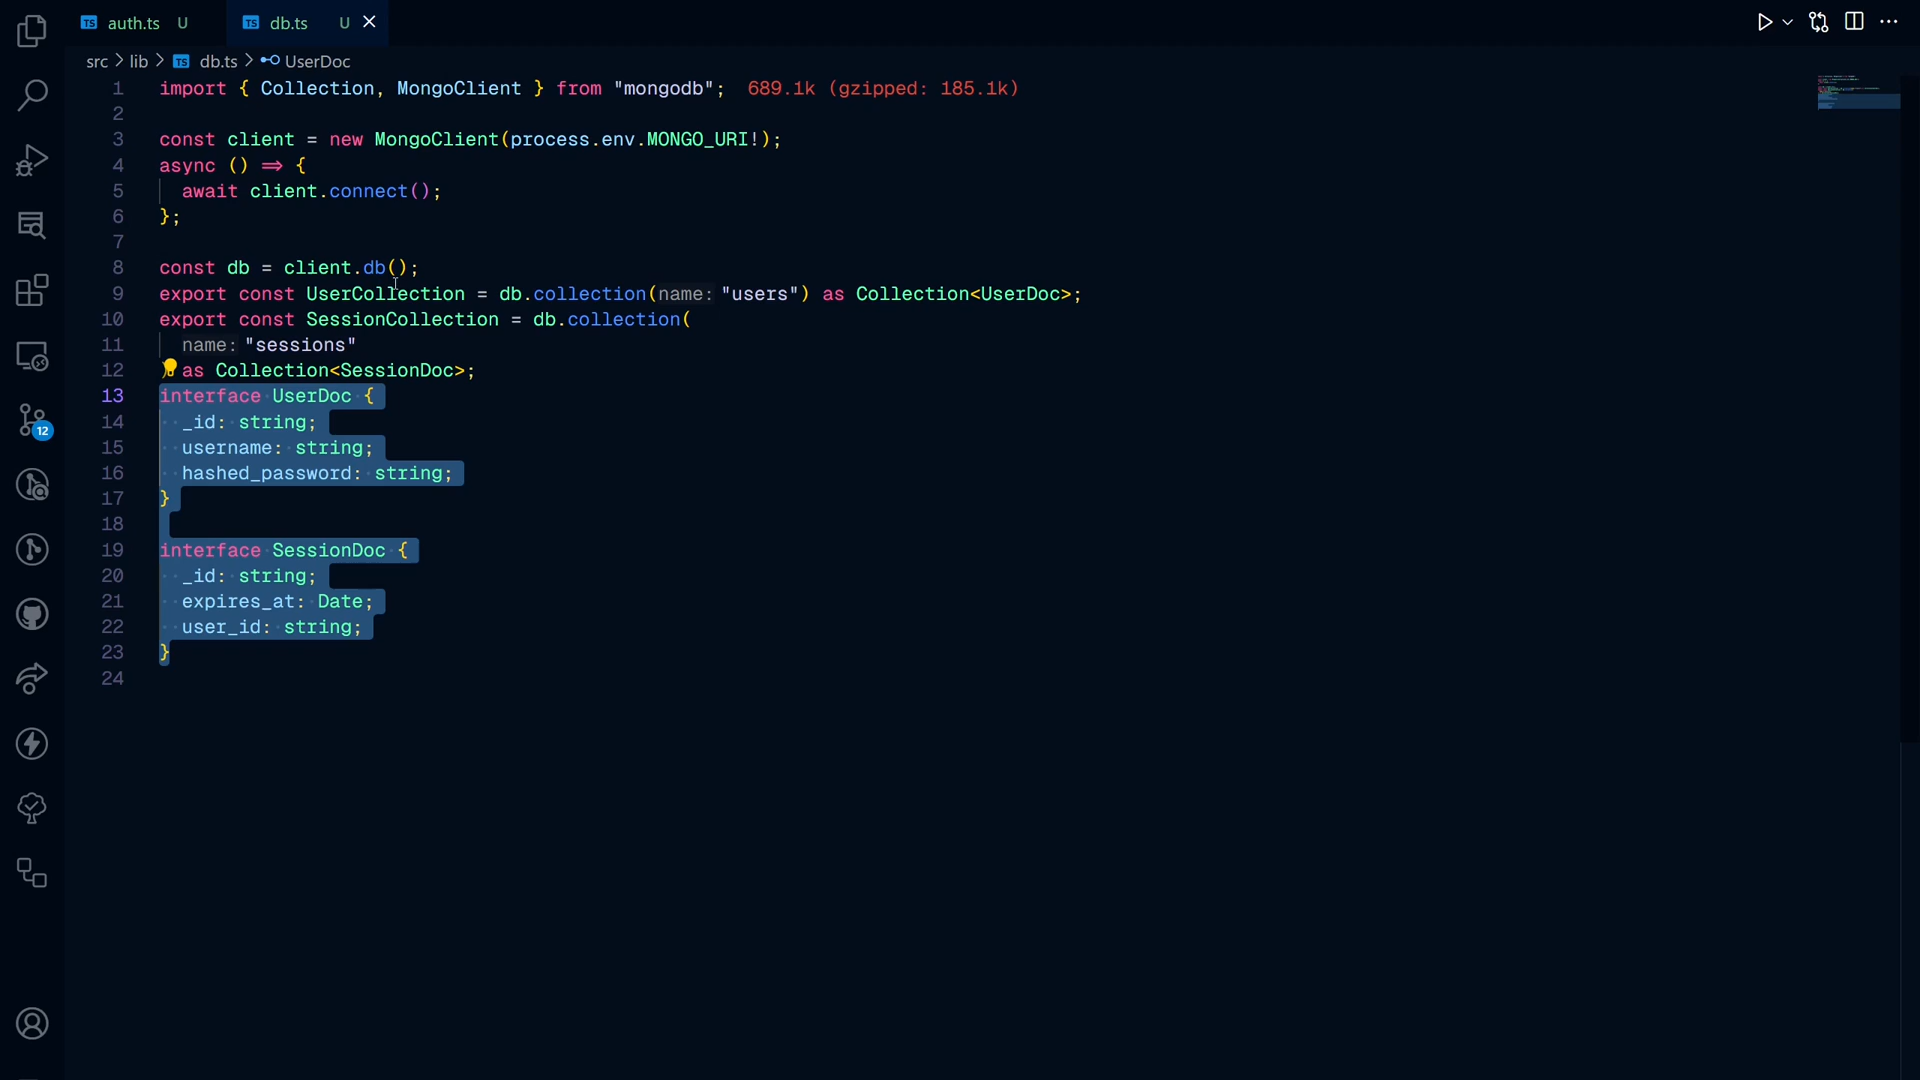 TS auth.ts U TS db.ts U
src > lib > TS db.ts > UserDoc
1 import { Collection, MongoClient } from "mongodb"; 689.1k (gzipped: 185.1k)
2
3 const client = new MongoClient(process.env.MONGO_URI!);
4 async () ⇒ {
5 await client.connect();
6 };
7
8 const db = client.db();
9 export const UserCollection = db.collection(name: "users") as Collection<UserDoc>;
10 export const SessionCollection = db.collection(
11 name: "sessions"
12 ) as Collection<SessionDoc>;
13 interface UserDoc {
14 _id: string;
15 username: string;
16 hashed_password: string;
17 }
18
19 interface SessionDoc {
20 _id: string;
21 expires_at: Date;
22 user_id: string;
23 }
24
12